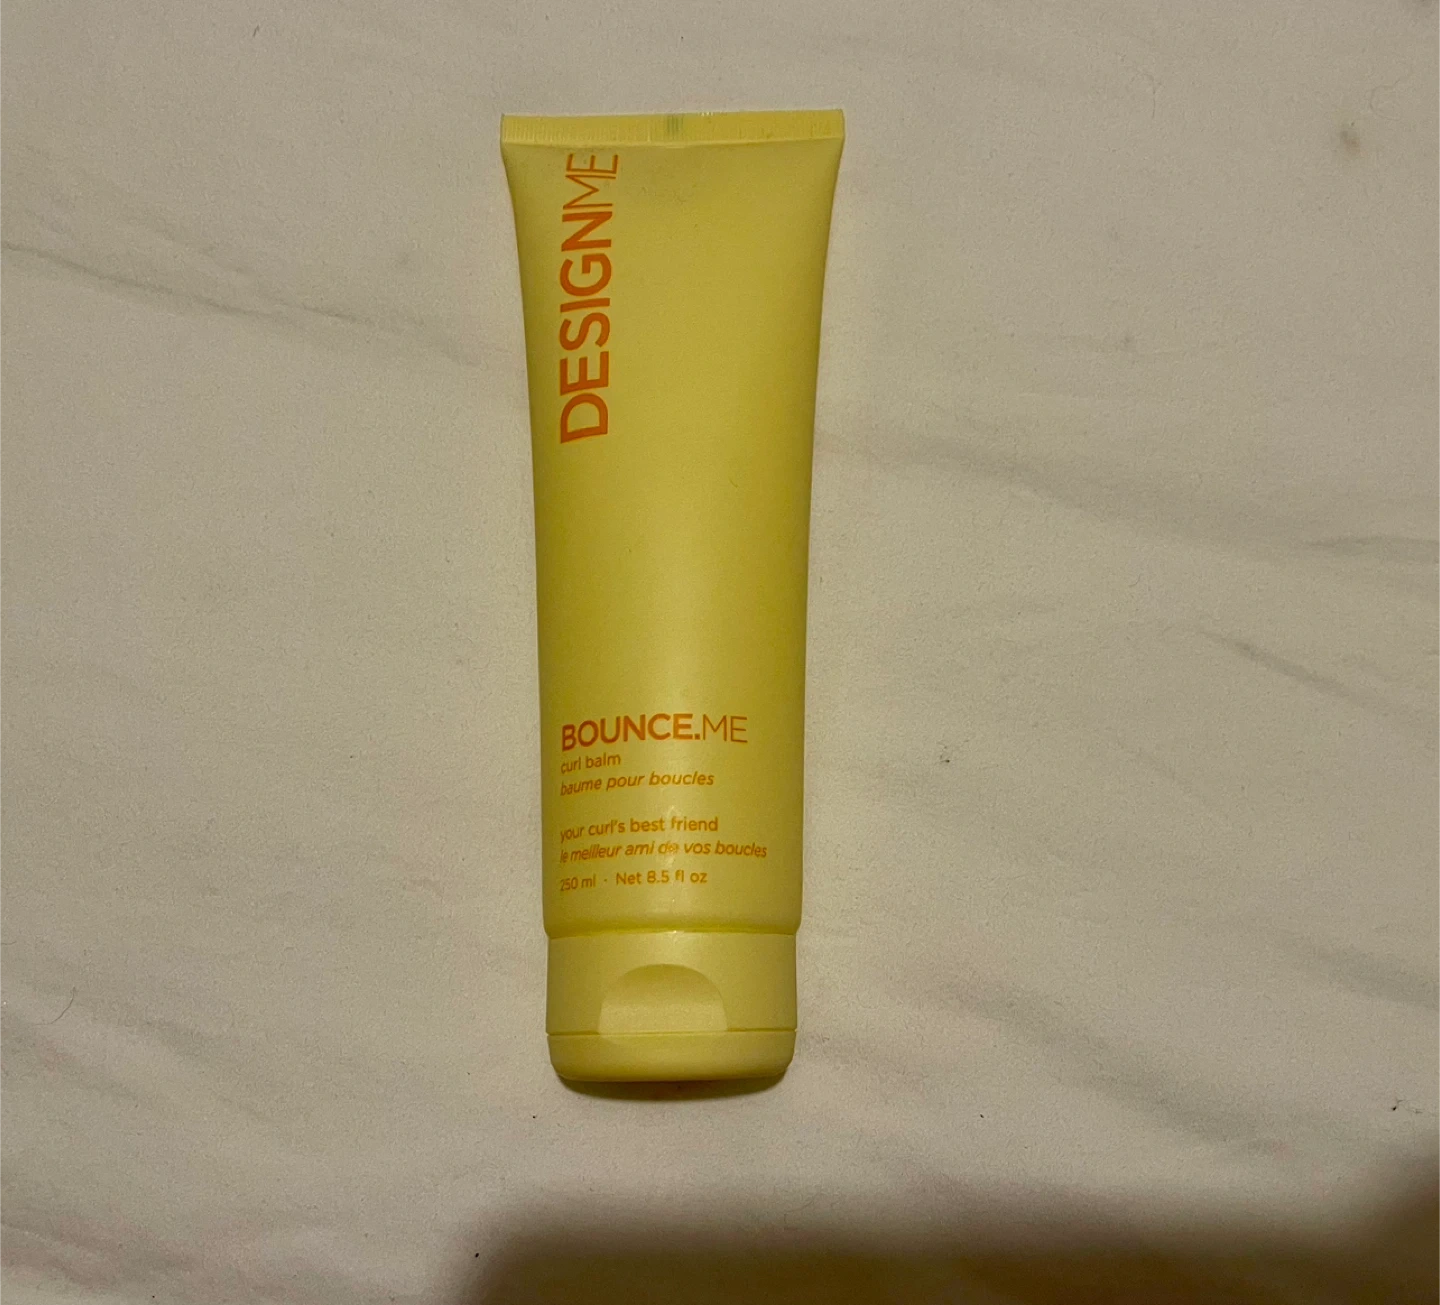 DESIGNME
BOUNCE.ME
curl balm
baume pour boucles
your curl's best friend
le meilleur ami de vos boucles
250 ml · Net 8.5 fl oz